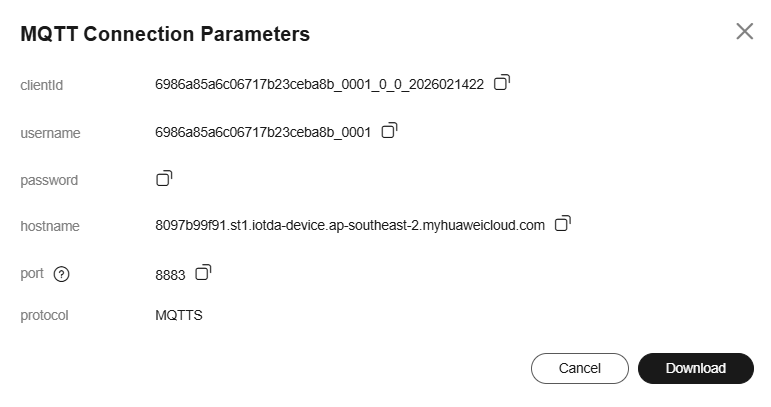 MQTT Connection Parameters
clientId 6986a85a6c06717b23ceba8b_0001_0_0_2026021422
username 6986a85a6c06717b23ceba8b_0001
password
hostname 8097b99f91.st1.iotda-device.ap-southeast-2.myhuaweicloud.com
port ? 8883
protocol MQTTS
Cancel Download